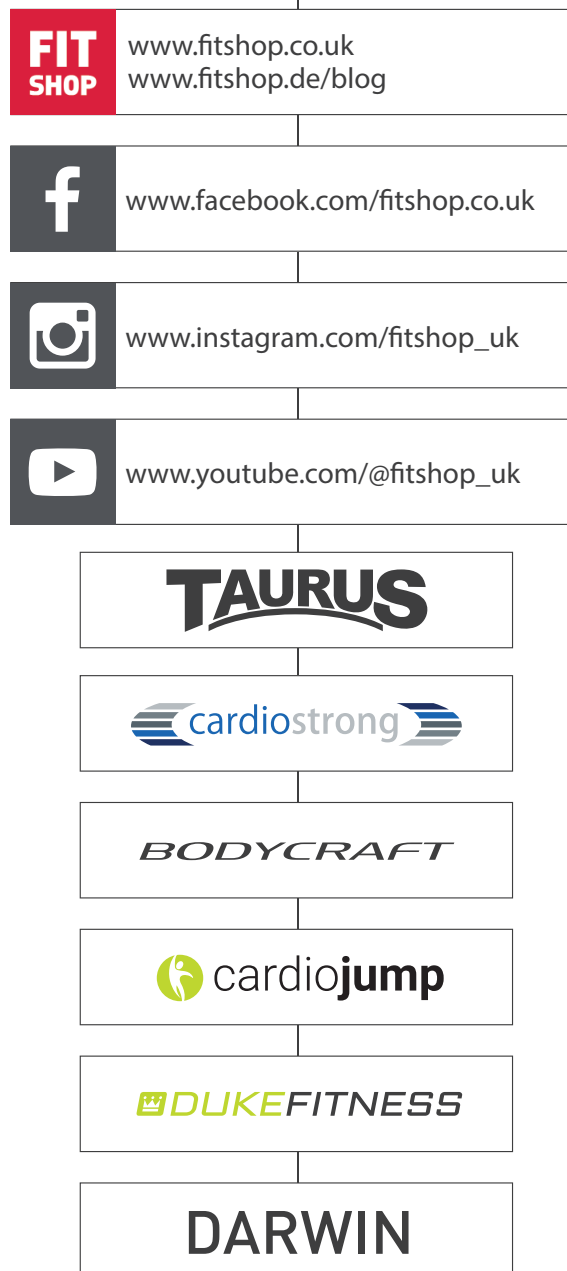 FIT
SHOP
www.fitshop.co.uk
www.fitshop.de/blog
f
www.facebook.com/fitshop.co.uk
www.instagram.com/fitshop_uk
www.youtube.com/@fitshop_uk
TAURUS
cardiostrong
BODYCRAFT
cardiojump
DUKEFITNESS
DARWIN